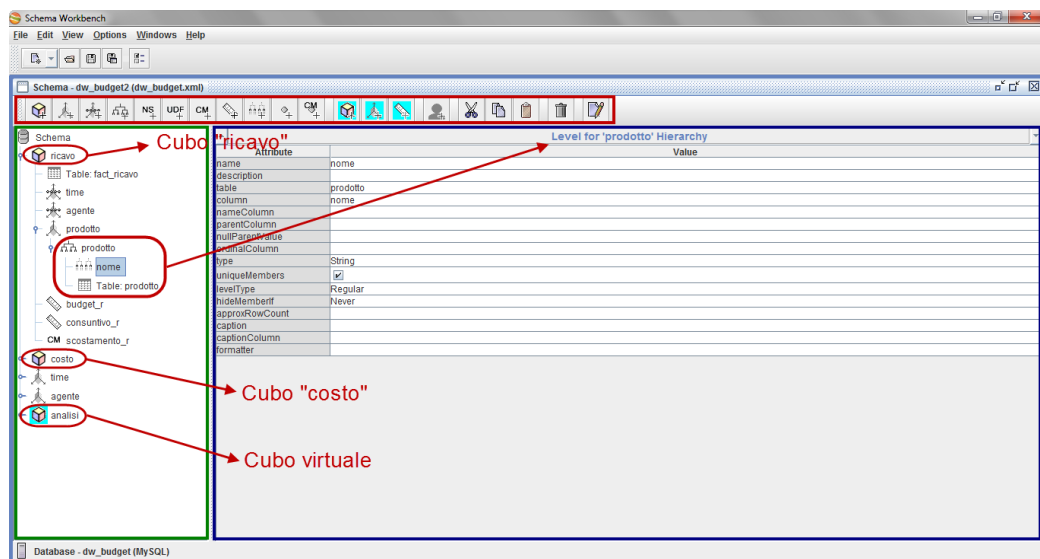 Schema Workbench
File Edit View Options Windows Help
Schema - dw_budget2 (dw_budget.xml)
NS UDF CM CM
Schema
ricavo
Table: fact_ricavo
time
agente
prodotto
prodotto
nome
Table: prodotto
budget_r
consuntivo_r
CM scostamento_r
costo
time
agente
analisi
Cubo "ricavo"
Cubo "costo"
Cubo virtuale
Level for 'prodotto' Hierarchy
Attribute Value
name nome
description
table prodotto
column nome
nameColumn
parentColumn
nullParentValue
ordinalColumn
type String
uniqueMembers
levelType Regular
hideMemberIf Never
approxRowCount
caption
captionColumn
formatter
Database - dw_budget (MySQL)